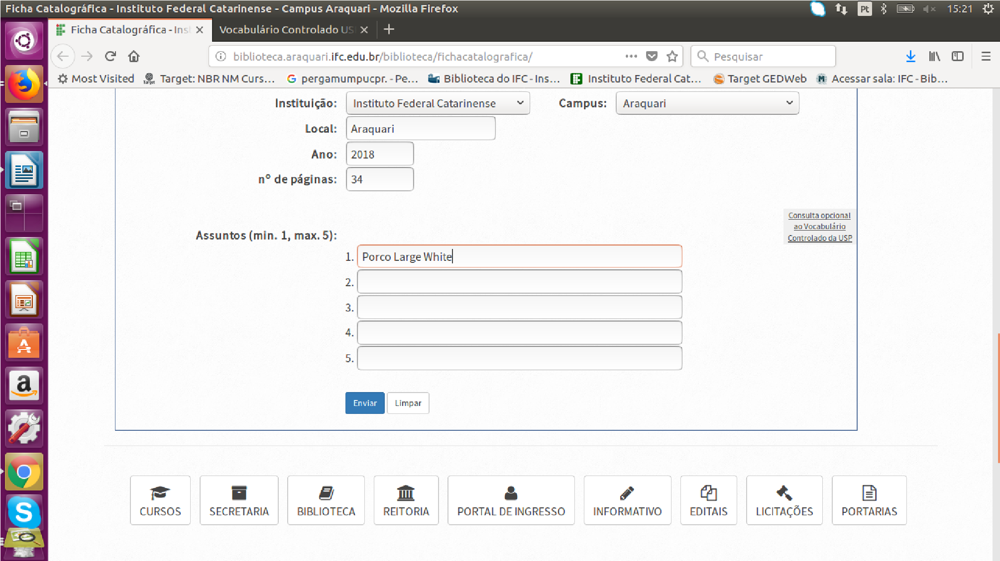 Ficha Catalográfica - Instituto Federal Catarinense - Campus Araquari - Mozilla Firefox
Pt
15:21
Ficha Catalográfica - Inst
Vocabulário Controlado US
biblioteca.araquari.ifc.edu.br/biblioteca/fichacatalografica/
Pesquisar
Most Visited
Target: NBR NM Curs...
pergamumpucpr. - Pe...
Biblioteca do IFC - Ins...
Instituto Federal Cat...
Target GEDWeb
Acessar sala: IFC - Bib...
Instituição: Instituto Federal Catarinense Campus: Araquari
Local: Araquari
Ano: 2018
nº de páginas: 34
Consulta opcional
ao Vocabulário
Controlado da USP
Assuntos (min. 1, max. 5):
1. Porco Large White
2.
3.
4.
5.
Enviar Limpar
CURSOS
SECRETARIA
BIBLIOTECA
REITORIA
PORTAL DE INGRESSO
INFORMATIVO
EDITAIS
LICITAÇÕES
PORTARIAS